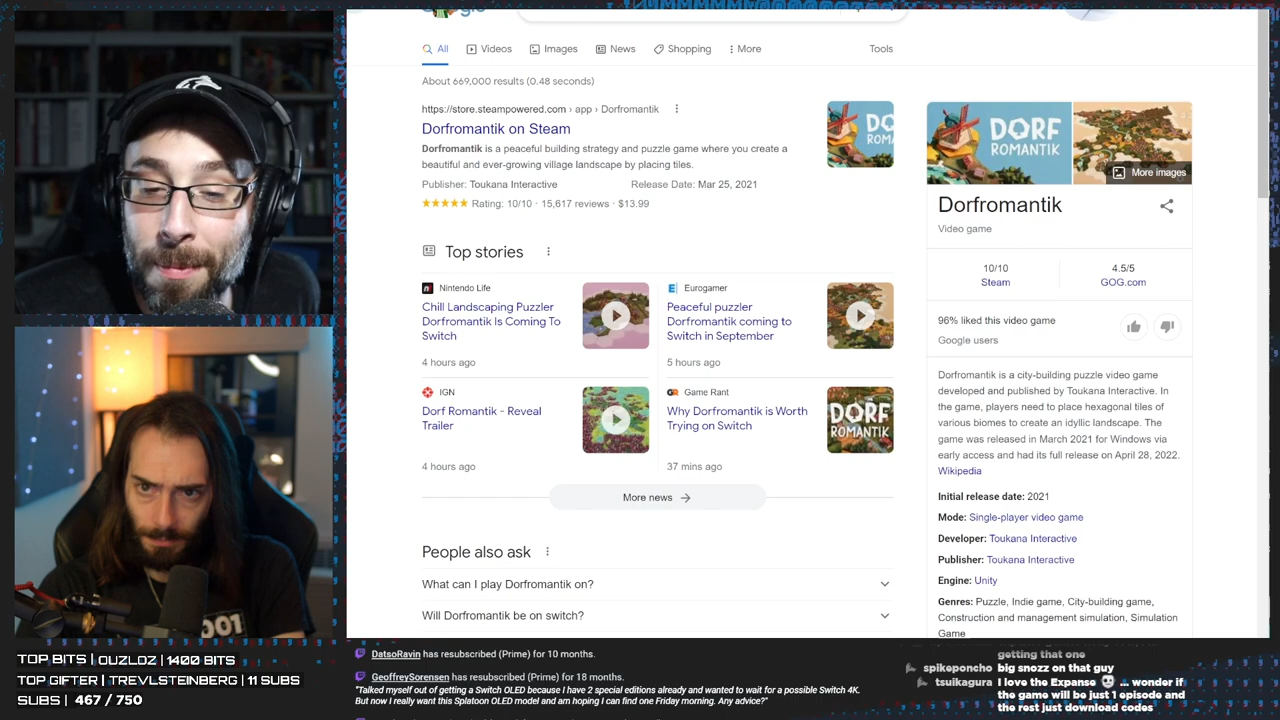 All
Videos
Images
News
Shopping
More
Tools
About 669,000 results (0.48 seconds)
https://store.steampowered.com › app › Dorfromantik
Dorfromantik on Steam
Dorfromantik is a peaceful building strategy and puzzle game where you create a
beautiful and ever-growing village landscape by placing tiles.
Publisher: Toukana Interactive
Release Date: Mar 25, 2021
Rating: 10/10 · 15,617 reviews · $13.99
Top stories
Nintendo Life
Chill Landscaping Puzzler
Dorfromantik Is Coming To
Switch
4 hours ago
Eurogamer
Peaceful puzzler
Dorfromantik coming to
Switch in September
5 hours ago
IGN
Dorf Romantik - Reveal
Trailer
4 hours ago
Game Rant
Why Dorfromantik is Worth
Trying on Switch
37 mins ago
DORF
ROMANTIK
More news →
People also ask
What can I play Dorfromantik on?
Will Dorfromantik be on switch?
DORF
ROMANTIK
More images
Dorfromantik
Video game
10/10
Steam
4.5/5
GOG.com
96% liked this video game
Google users
Dorfromantik is a city-building puzzle video game
developed and published by Toukana Interactive. In
the game, players need to place hexagonal tiles of
various biomes to create an idyllic landscape. The
game was released in March 2021 for Windows via
early access and had its full release on April 28, 2022.
Wikipedia
Initial release date: 2021
Mode: Single-player video game
Developer: Toukana Interactive
Publisher: Toukana Interactive
Engine: Unity
Genres: Puzzle, Indie game, City-building game,
Construction and management simulation, Simulation
Game
TOP BITS | OUZLOZ | 1400 BITS
TOP GIFTER | TREVLSTEINBERG | 11 SUBS
SUBS | 467 / 750
DatsoRavin has resubscribed (Prime) for 10 months.
GeoffreySorensen has resubscribed (Prime) for 18 months.
"Talked myself out of getting a Switch OLED because I have 2 special editions already and wanted to wait for a possible Switch 4K.
But now I really want this Splatoon OLED model and am hoping I can find one Friday morning. Any advice?"
getting that one
spikeponcho big snozz on that guy
tsuikagura I love the Expanse ... wonder if
the game will be just 1 episode and
the rest just download codes